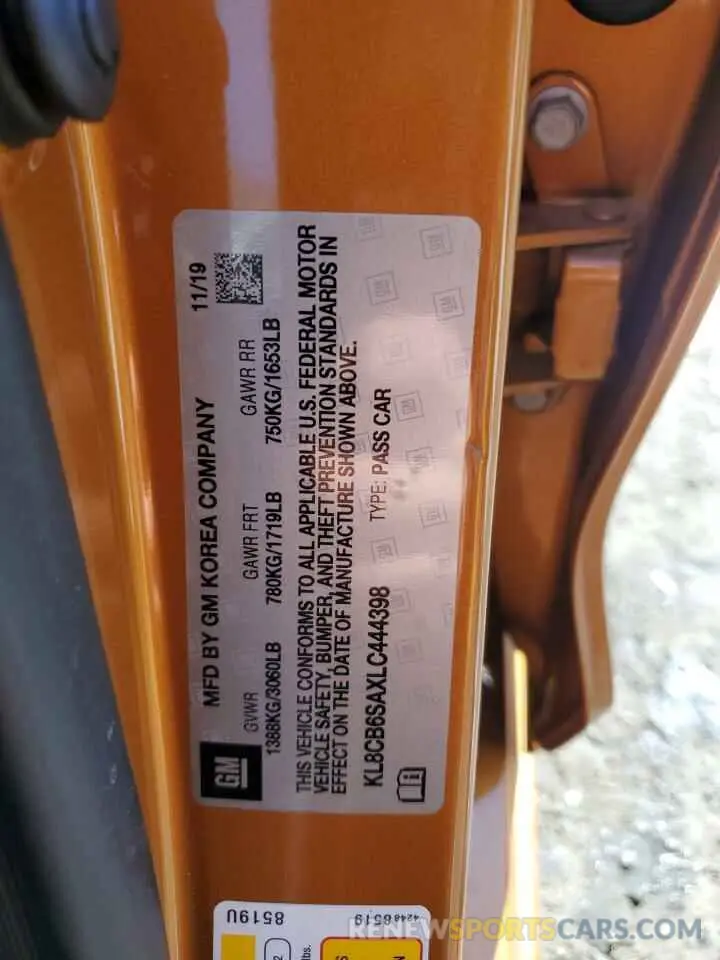 MFD BY GM KOREA COMPANY 11/19
GVWR GAWR FRT GAWR RR
1388KG/3060LB 780KG/1719LB 750KG/1653LB
THIS VEHICLE CONFORMS TO ALL APPLICABLE U.S. FEDERAL MOTOR
VEHICLE SAFETY, BUMPER, AND THEFT PREVENTION STANDARDS IN
EFFECT ON THE DATE OF MANUFACTURE SHOWN ABOVE.
KL8CB6SAXLC444398 TYPE: PASS CAR
GM
8519U
42486519
lbs.
RENEWSPORTSCARS.COM